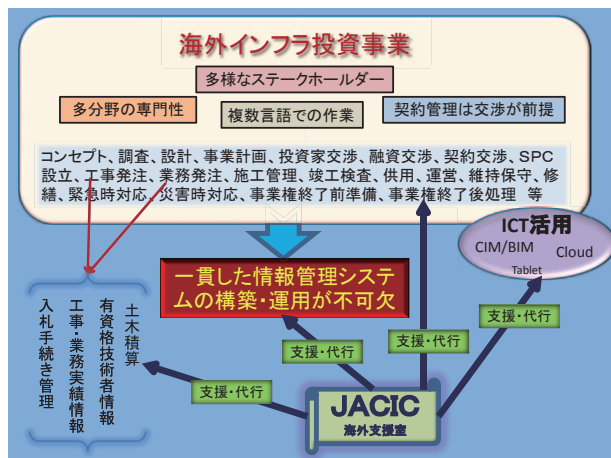 海外インフラ投資事業
多様なステークホールダー
多分野の専門性
複数言語での作業
契約管理は交渉が前提
コンセプト、調査、設計、事業計画、投資家交渉、融資交渉、契約交渉、SPC
設立、工事発注、業務発注、施工管理、竣工検査、供用、運営、維持保守、修
繕、緊急時対応、災害時対応、事業権終了前準備、事業権終了後処理 等
ICT活用
CIM/BIM
Cloud
Tablet
一貫した情報管理システ
ムの構築・運用が不可欠
土木積算
有資格技術者情報
工事・業務実績情報
入札手続き管理
支援・代行
支援・代行
支援・代行
支援・代行
JACIC
海外支援室